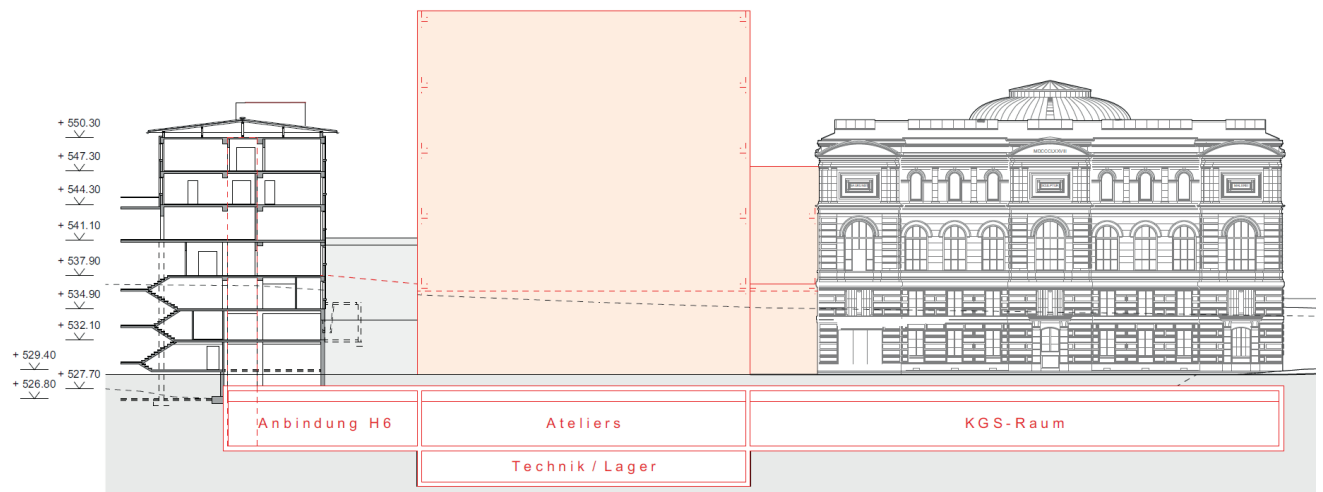 + 550.30
+ 547.30
+ 544.30
+ 541.10
+ 537.90
+ 534.90
+ 532.10
+ 529.40
+ 527.70
+ 526.80
Anbindung H6
Ateliers
KGS-Raum
Technik / Lager